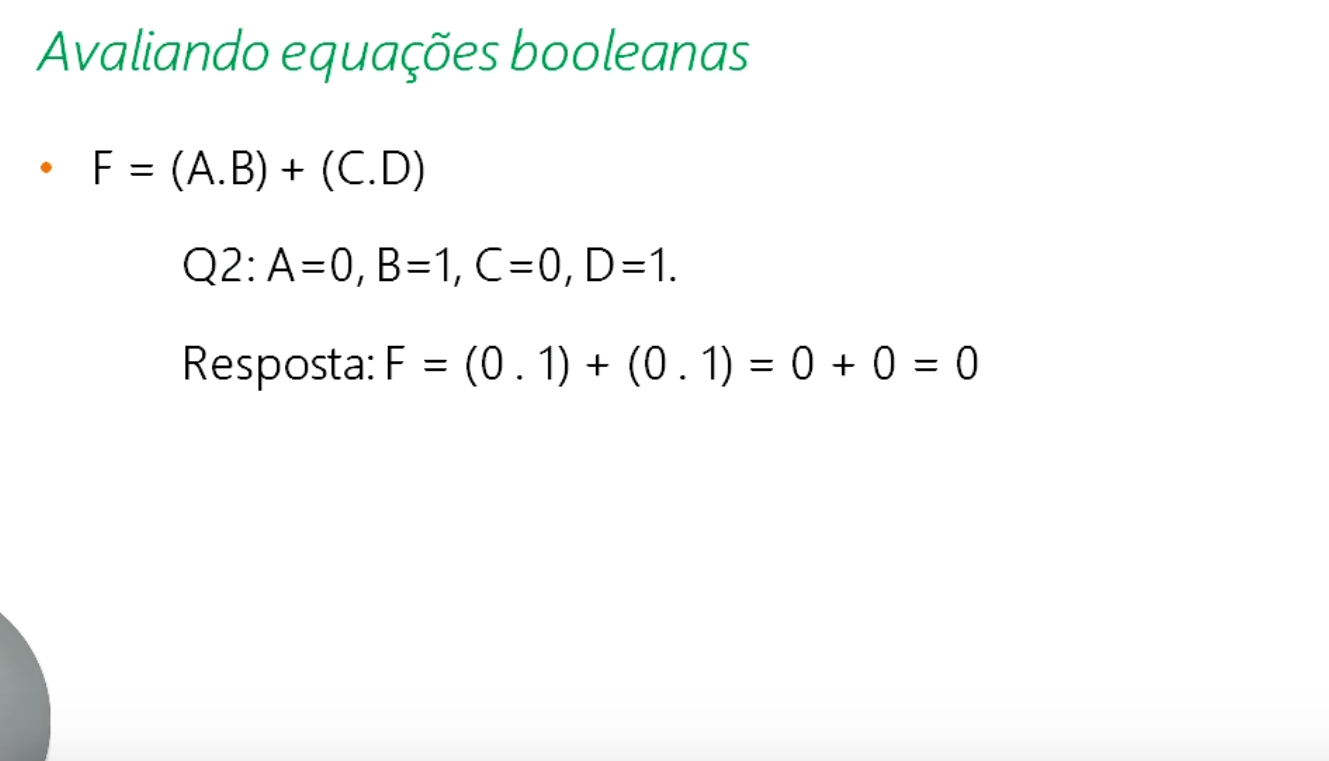 Avaliando equações booleanas
• F = (A.B) + (C.D)
Q2: A=0, B=1, C=0, D=1.
Resposta: F = (0 . 1) + (0 . 1) = 0 + 0 = 0